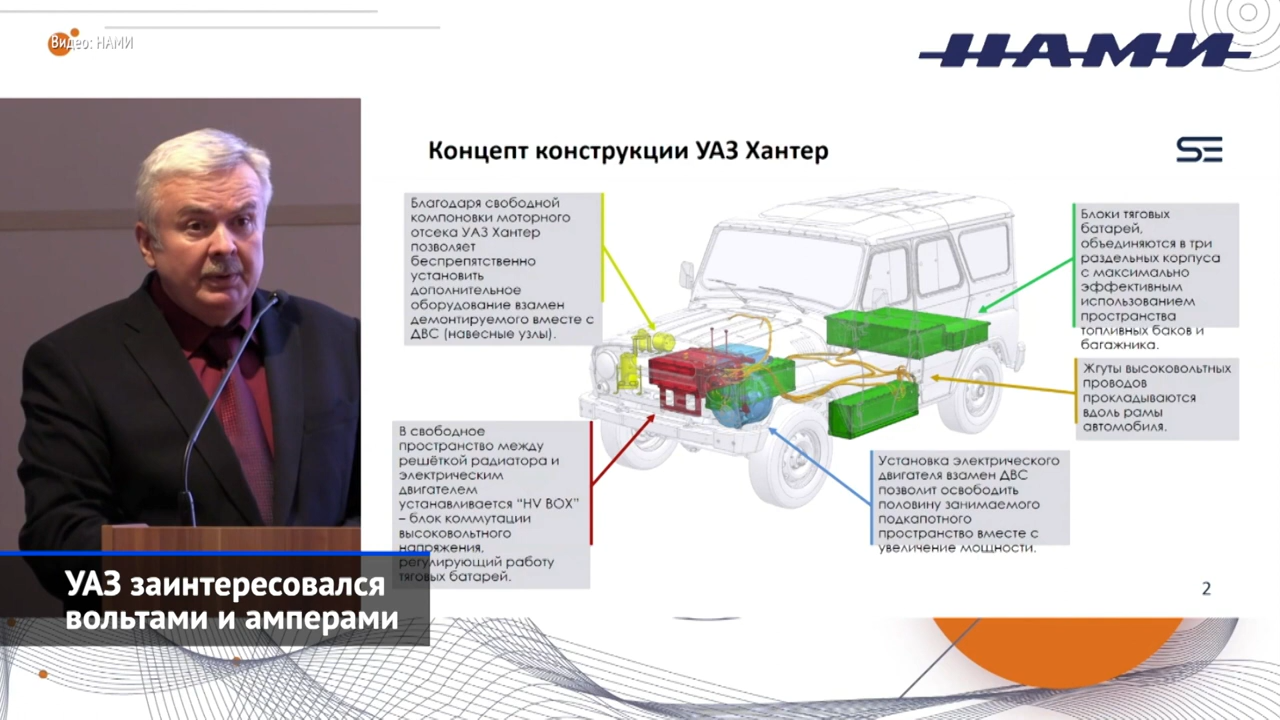 Видео: НАМИ
НАМИ
Концепт конструкции УАЗ Хантер
SE
Благодаря свободной
компоновки моторного
отсека УАЗ Хантер
позволяет
беспрепятственно
установить
дополнительное
оборудование взамен
демонтируемого вместе с
ДВС (навесные узлы).
Блоки тяговых
батарей,
объединяются в три
раздельных корпуса
с максимально
эффективным
использованием
пространства
топливных баков и
багажника.
Жгуты высоковольтных
проводов
прокладываются
вдоль рамы
автомобиля.
В свободное
пространство между
решёткой радиатора и
электрическим
двигателем
устанавливается “HV BOX”
– блок коммутации
высоковольтного
напряжения,
регулирующий работу
тяговых батарей.
Установка электрического
двигателя взамен ДВС
позволит освободить
половину занимаемого
подкапотного
пространство вместе с
увеличение мощности.
2
УАЗ заинтересовался
вольтами и амперами